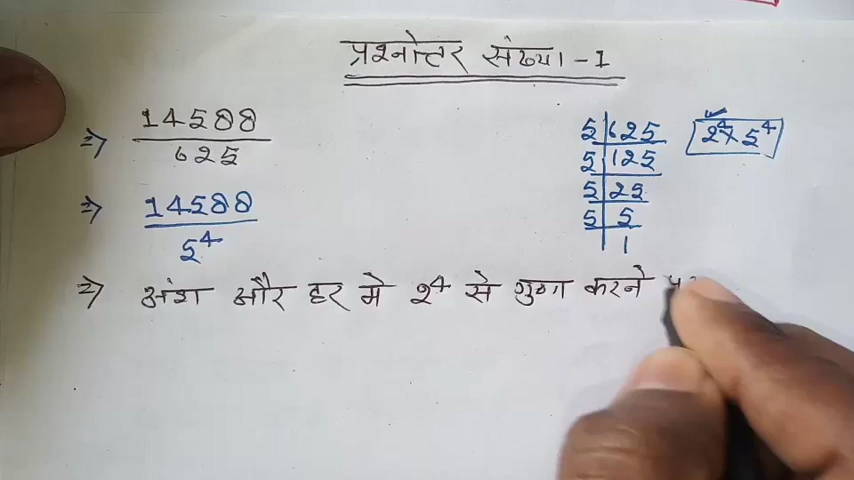 प्रश्नोत्तर संख्या - 1
⇒ 14588
625
⇒ 14588
5⁴
5 | 625
5 | 125
5 | 25
5 | 5
1
2⁴ × 5⁴
⇒ अंश और हर मे 2⁴ से गुणा करने